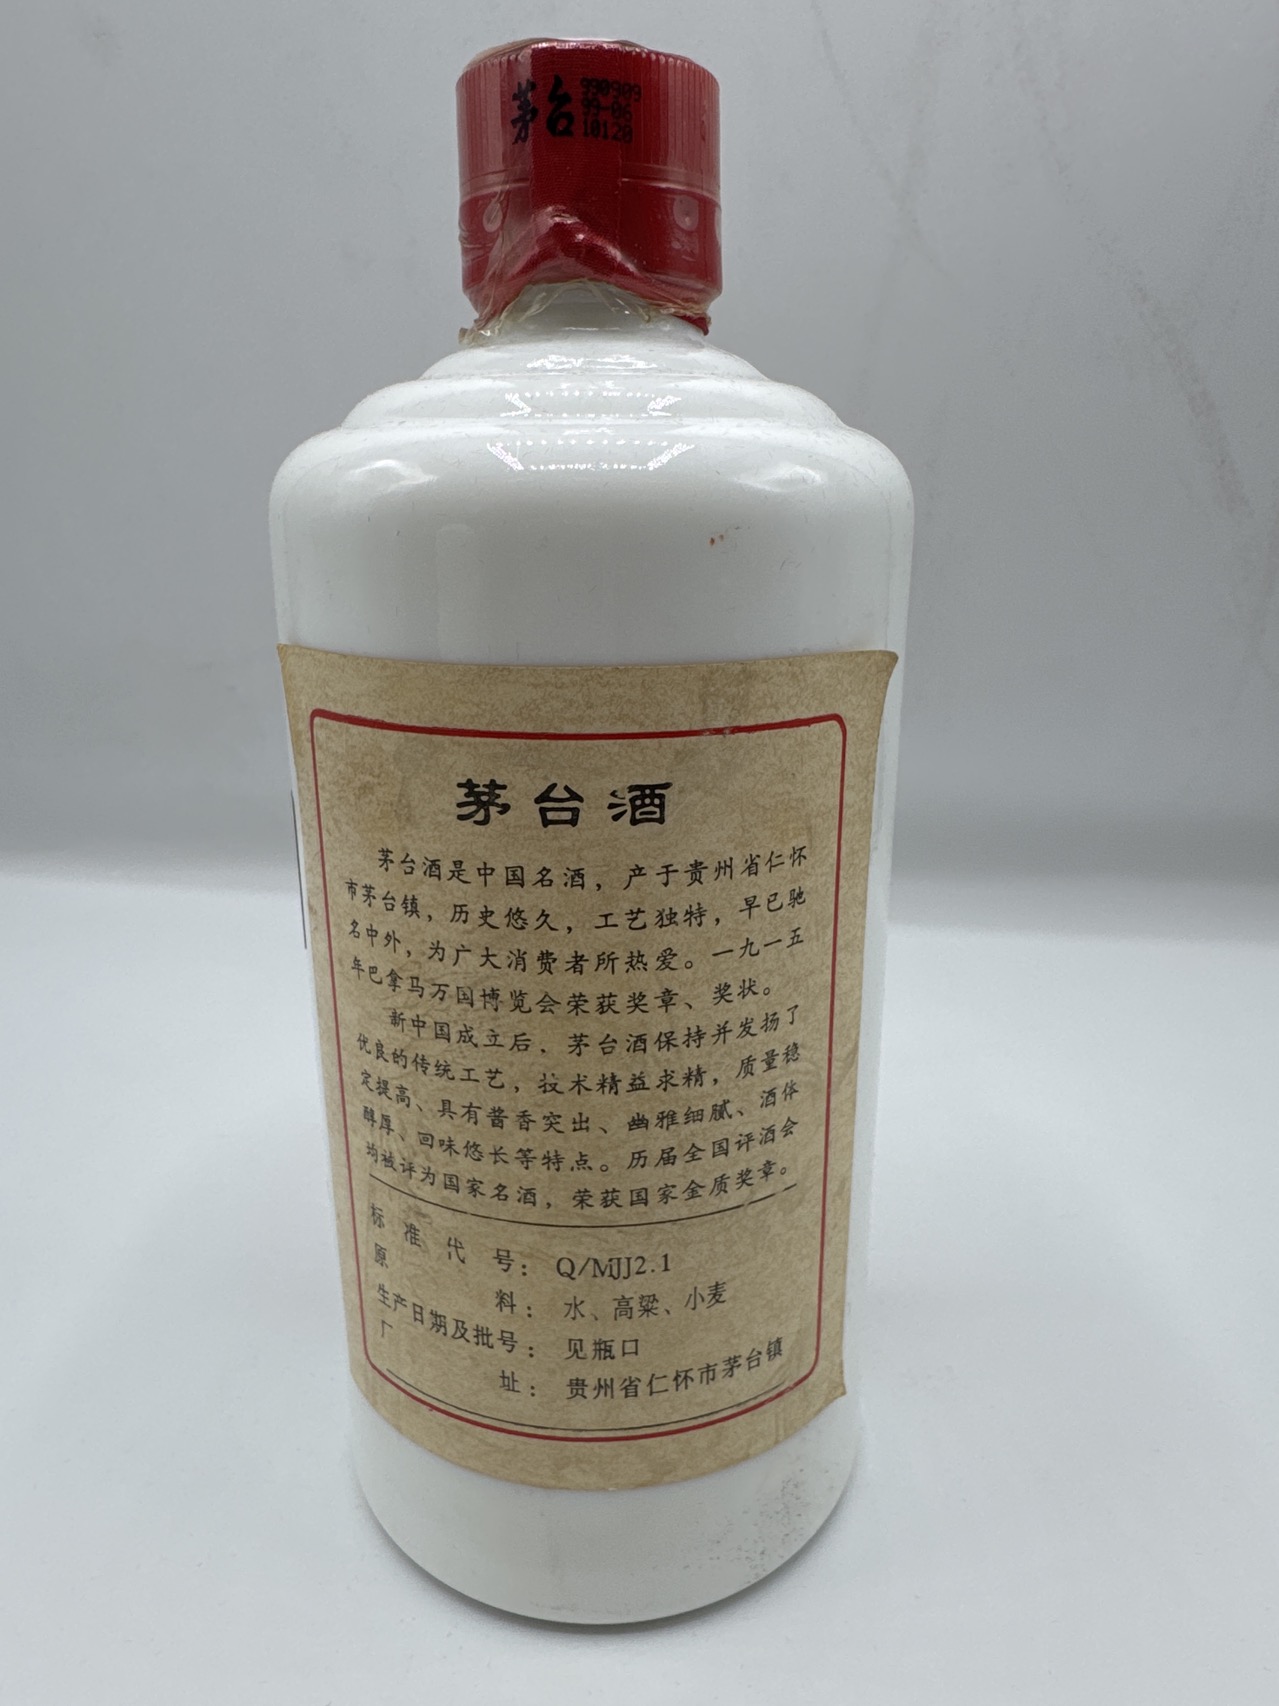 茅台
990909
99-06
10128
茅台酒
茅台酒是中国名酒，产于贵州省仁怀
市茅台镇，历史悠久，工艺独特，早已驰
名中外，为广大消费者所热爱。一九一五
年巴拿马万国博览会荣获奖章、奖状。
新中国成立后，茅台酒保持并发扬了
优良的传统工艺，技术精益求精，质量稳
定提高、具有酱香突出、幽雅细腻、酒体
醇厚、回味悠长等特点。历届全国评酒会
均被评为国家名酒，荣获国家金质奖章。
标准代号：Q/MJJ2.1
原料：水、高粱、小麦
生产日期及批号：见瓶口
厂址：贵州省仁怀市茅台镇